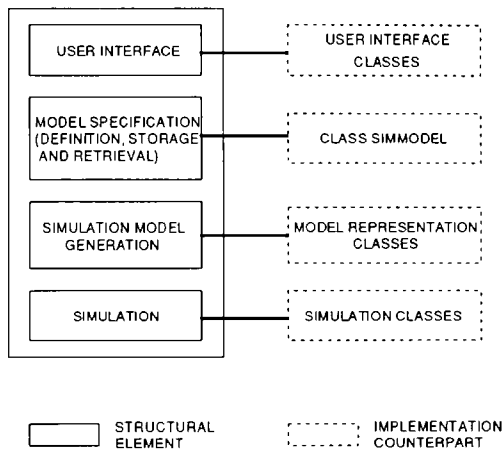 USER INTERFACE
USER INTERFACE
CLASSES
MODEL SPECIFICATION
(DEFINITION, STORAGE
AND RETRIEVAL)
CLASS SIMMODEL
SIMULATION MODEL
GENERATION
MODEL REPRESENTATION
CLASSES
SIMULATION
SIMULATION CLASSES
STRUCTURAL
ELEMENT
IMPLEMENTATION
COUNTERPART